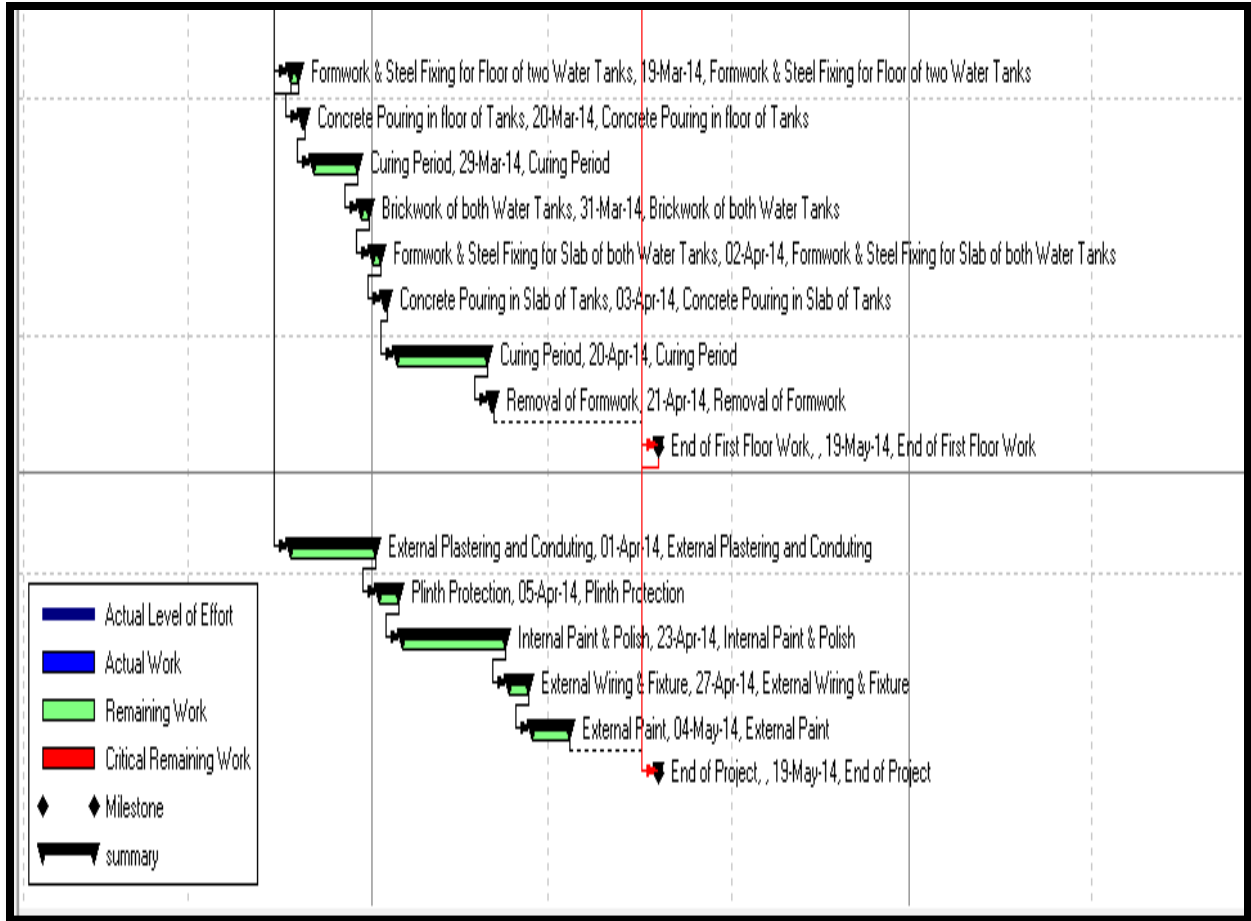 Formwork & Steel Fixing for Floor of two Water Tanks, 19-Mar-14, Formwork & Steel Fixing for Floor of two Water Tanks
Concrete Pouring in floor of Tanks, 20-Mar-14, Concrete Pouring in floor of Tanks
Curing Period, 29-Mar-14, Curing Period
Brickwork of both Water Tanks, 31-Mar-14, Brickwork of both Water Tanks
Formwork & Steel Fixing for Slab of both Water Tanks, 02-Apr-14, Formwork & Steel Fixing for Slab of both Water Tanks
Concrete Pouring in Slab of Tanks, 03-Apr-14, Concrete Pouring in Slab of Tanks
Curing Period, 20-Apr-14, Curing Period
Removal of Formwork, 21-Apr-14, Removal of Formwork
End of First Floor Work, , 19-May-14, End of First Floor Work
External Plastering and Conduting, 01-Apr-14, External Plastering and Conduting
Plinth Protection, 05-Apr-14, Plinth Protection
Internal Paint & Polish, 23-Apr-14, Internal Paint & Polish
External Wiring & Fixture, 27-Apr-14, External Wiring & Fixture
External Paint, 04-May-14, External Paint
End of Project, , 19-May-14, End of Project
Actual Level of Effort
Actual Work
Remaining Work
Critical Remaining Work
Milestone
summary